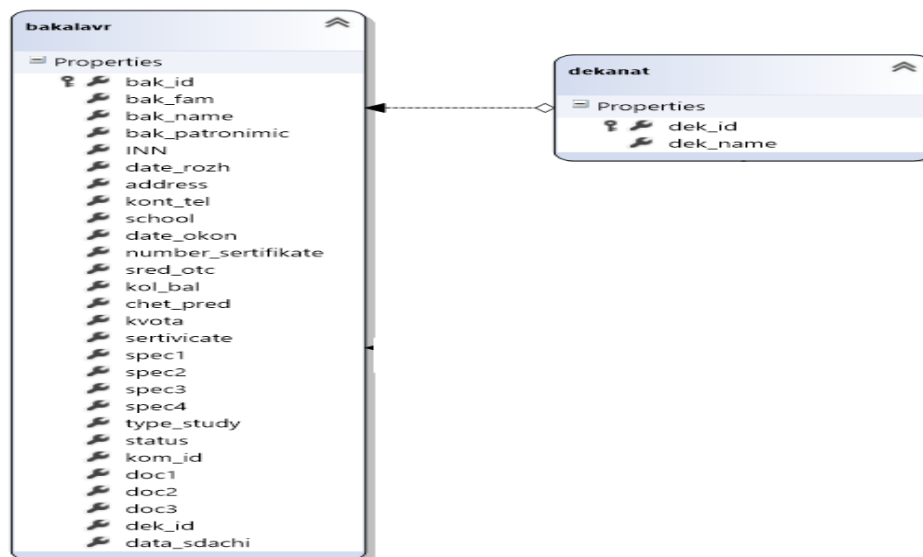 bakalavr
Properties
bak_id
bak_fam
bak_name
bak_patronimic
INN
date_rozh
address
kont_tel
school
date_okon
number_sertifikate
sred_otc
kol_bal
chet_pred
kvota
sertivicate
spec1
spec2
spec3
spec4
type_study
status
kom_id
doc1
doc2
doc3
dek_id
data_sdachi
dekanat
Properties
dek_id
dek_name